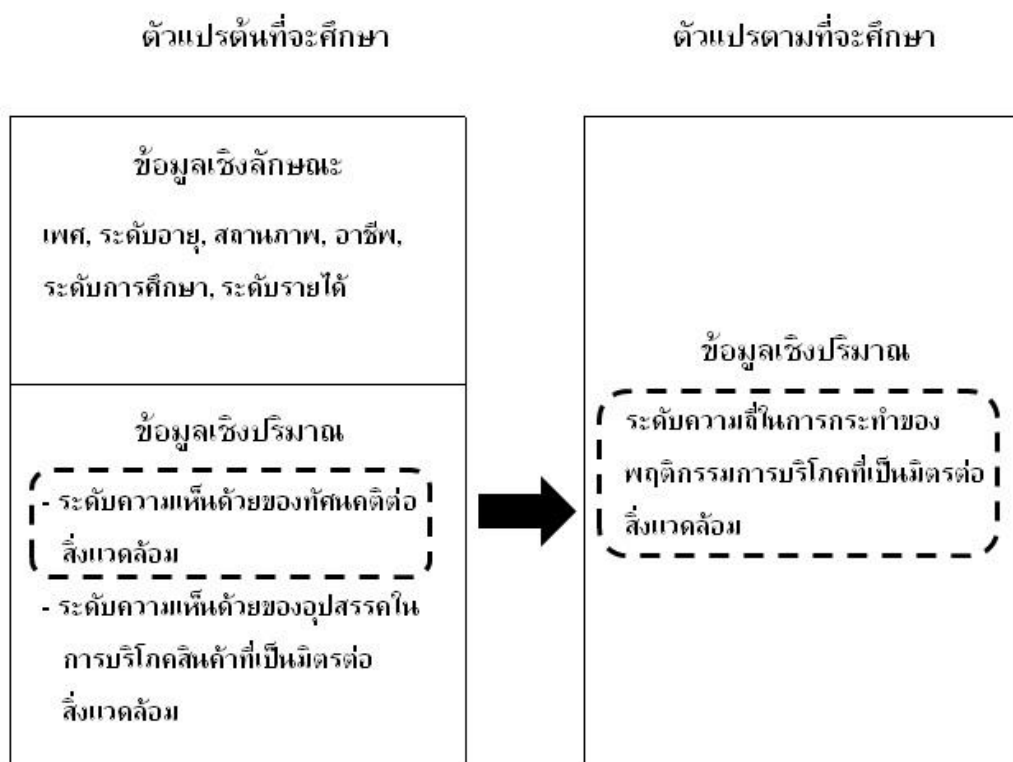 ตัวแปรต้นที่จะศึกษา
ตัวแปรตามที่จะศึกษา
ข้อมูลเชิงลักษณะ
เพศ, ระดับอายุ, สถานภาพ, อาชีพ,
ระดับการศึกษา, ระดับรายได้
ข้อมูลเชิงปริมาณ
- ระดับความเห็นด้วยของทัศนคติต่อ
สิ่งแวดล้อม
- ระดับความเห็นด้วยของอุปสรรคใน
การบริโภคสินค้าที่เป็นมิตรต่อ
สิ่งแวดล้อม
ข้อมูลเชิงปริมาณ
ระดับความถี่ในการกระทำของ
พฤติกรรมการบริโภคที่เป็นมิตรต่อ
สิ่งแวดล้อม